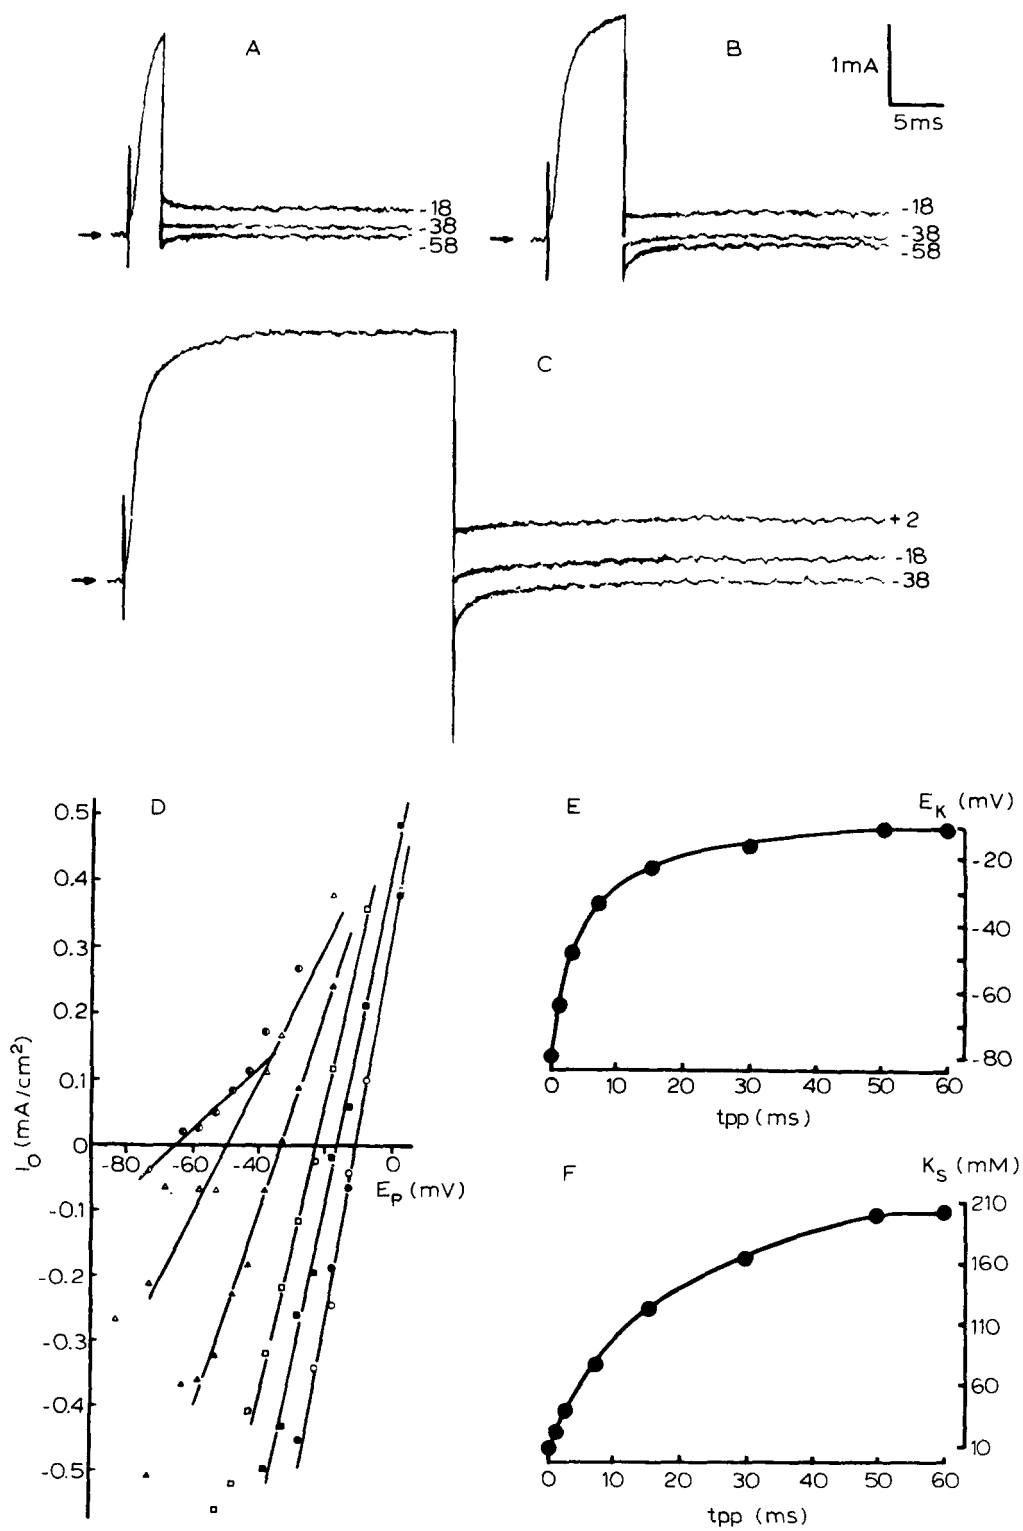 A
B
1mA
5ms
-18
-38
-58
-18
-38
-58
C
+2
-18
-38
D
0.5
0.4
0.3
0.2
0.1
0
-0.1
-0.2
-0.3
-0.4
-0.5
I₀ (mA/cm²)
-80 -60 -40 -20 0
Eₚ (mV)
E
E_K (mV)
-20
-40
-60
-80
0 10 20 30 40 50 60
tpp (ms)
F
K_S (mM)
210
160
110
60
10
0 10 20 30 40 50 60
tpp (ms)